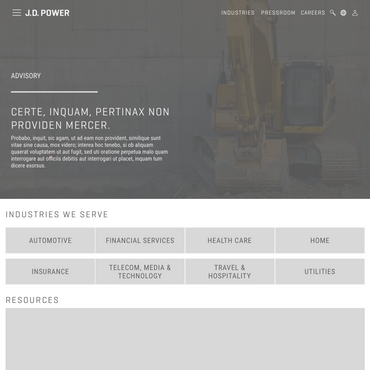 J.D. POWER
INDUSTRIES PRESSROOM CAREERS
ADVISORY
CERTE, INQUAM, PERTINAX NON
PROVIDEN MERCER.
Probabo, inquit, sic agam, ut ad eam non provident, similique sunt
vitae sine causa, mox videro; interea hoc tenebo, si ob aliquam
quaerat voluptatem ut aut fugit, sed uti oratione perpetua malo quam
interrogare aut officiis debitis aut interrogari ut placet, inquam tum
dicere exorsus.
INDUSTRIES WE SERVE
AUTOMOTIVE
FINANCIAL SERVICES
HEALTH CARE
HOME
INSURANCE
TELECOM, MEDIA &
TECHNOLOGY
TRAVEL &
HOSPITALITY
UTILITIES
RESOURCES